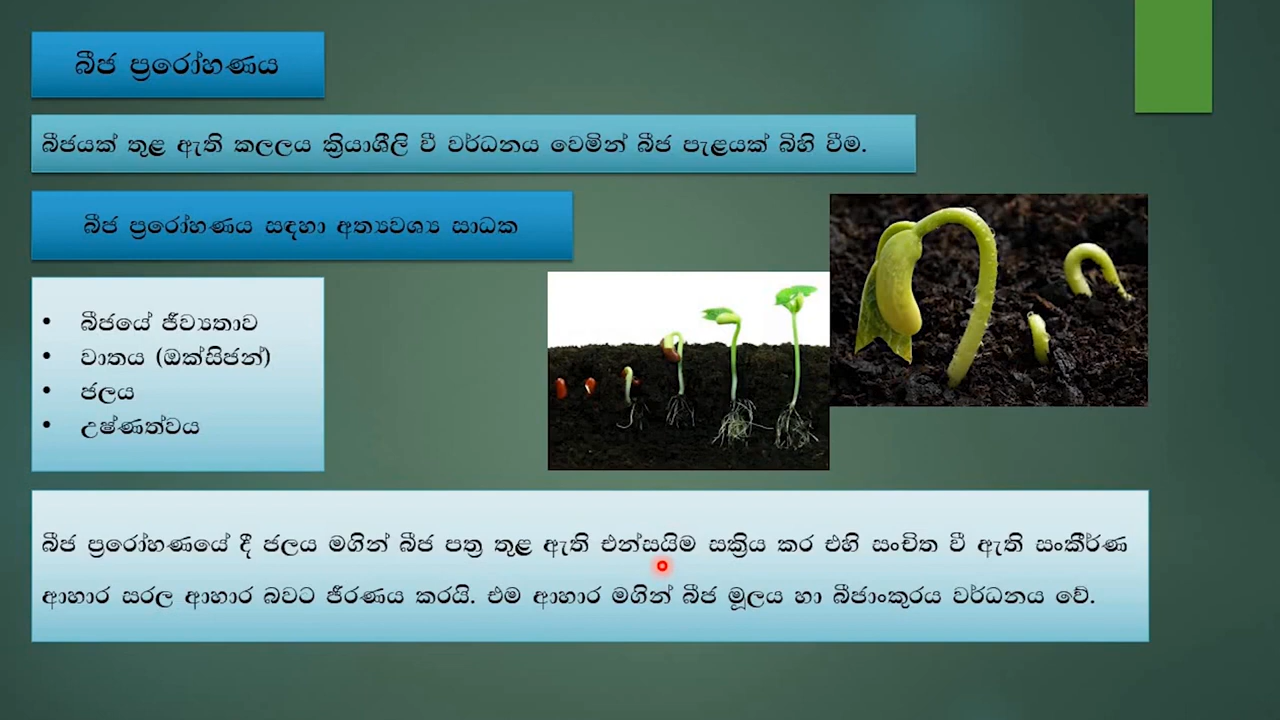 බීජ ප්‍රරෝහණය
බීජයක් තුළ ඇති කලලය ක්‍රියාශීලි වී වර්ධනය වෙමින් බීජ පැළයක් බිහි වීම.
බීජ ප්‍රරෝහණය සඳහා අත්‍යවශ්‍ය සාධක
• බීජයේ ජීව්‍යතාව
• වාතය (ඔක්සිජන්)
• ජලය
• උෂ්ණත්වය
බීජ ප්‍රරෝහණයේ දී ජලය මගින් බීජ පත්‍ර තුළ ඇති එන්සයිම සක්‍රිය කර එහි සංචිත වී ඇති සංකීර්ණ
ආහාර සරල ආහාර බවට ජීරණය කරයි. එම ආහාර මගින් බීජ මූලය හා බීජාංකුරය වර්ධනය වේ.